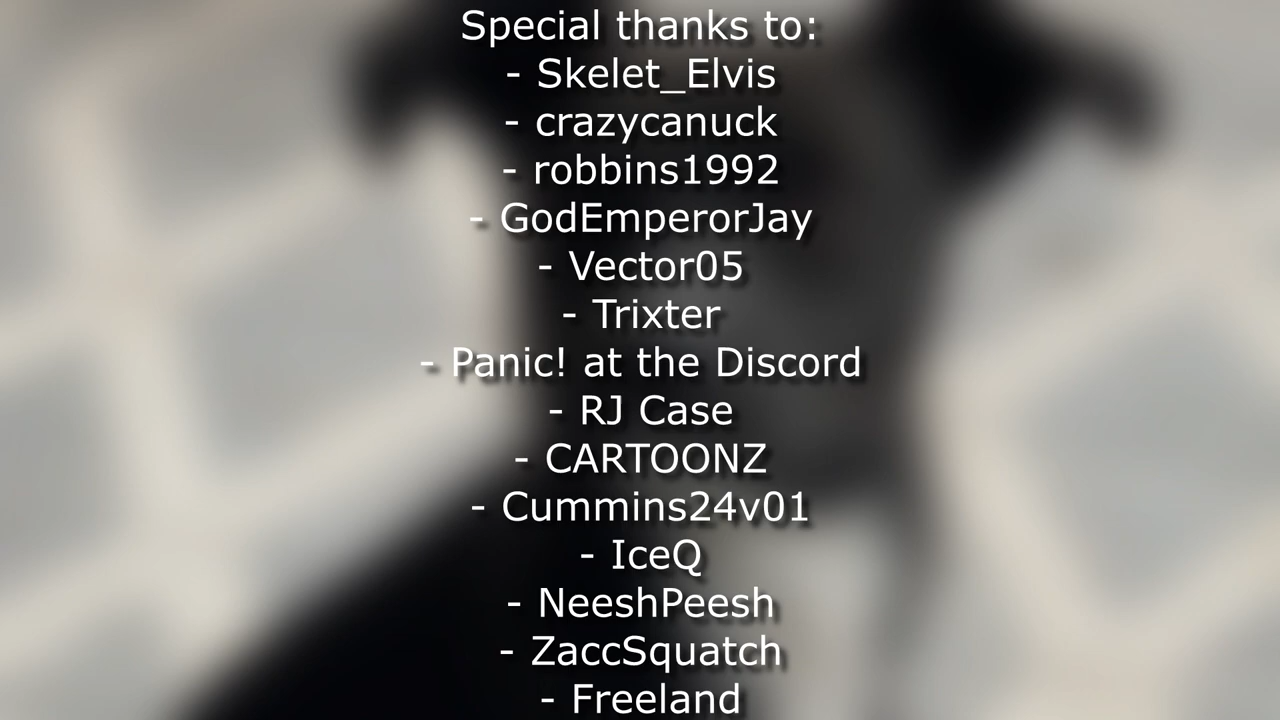 Special thanks to:
- Skelet_Elvis
- crazycanuck
- robbins1992
- GodEmperorJay
- Vector05
- Trixter
- Panic! at the Discord
- RJ Case
- CARTOONZ
- Cummins24v01
- IceQ
- NeeshPeesh
- ZaccSquatch
- Freeland